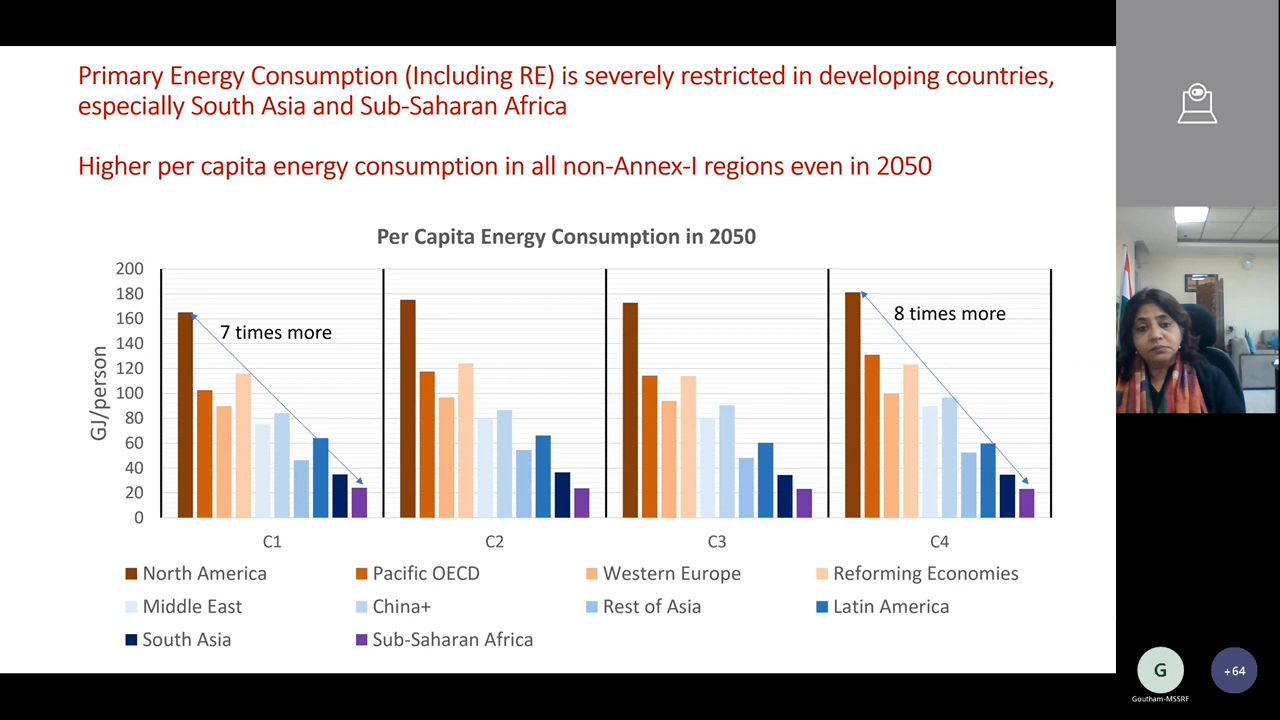 Primary Energy Consumption (Including RE) is severely restricted in developing countries,
especially South Asia and Sub-Saharan Africa
Higher per capita energy consumption in all non-Annex-I regions even in 2050
Per Capita Energy Consumption in 2050
GJ/person
200
180
160
140
120
100
80
60
40
20
0
7 times more
8 times more
C1 C2 C3 C4
North America Pacific OECD Western Europe Reforming Economies
Middle East China+ Rest of Asia Latin America
South Asia Sub-Saharan Africa
G
Goutham-MSSRF
+64